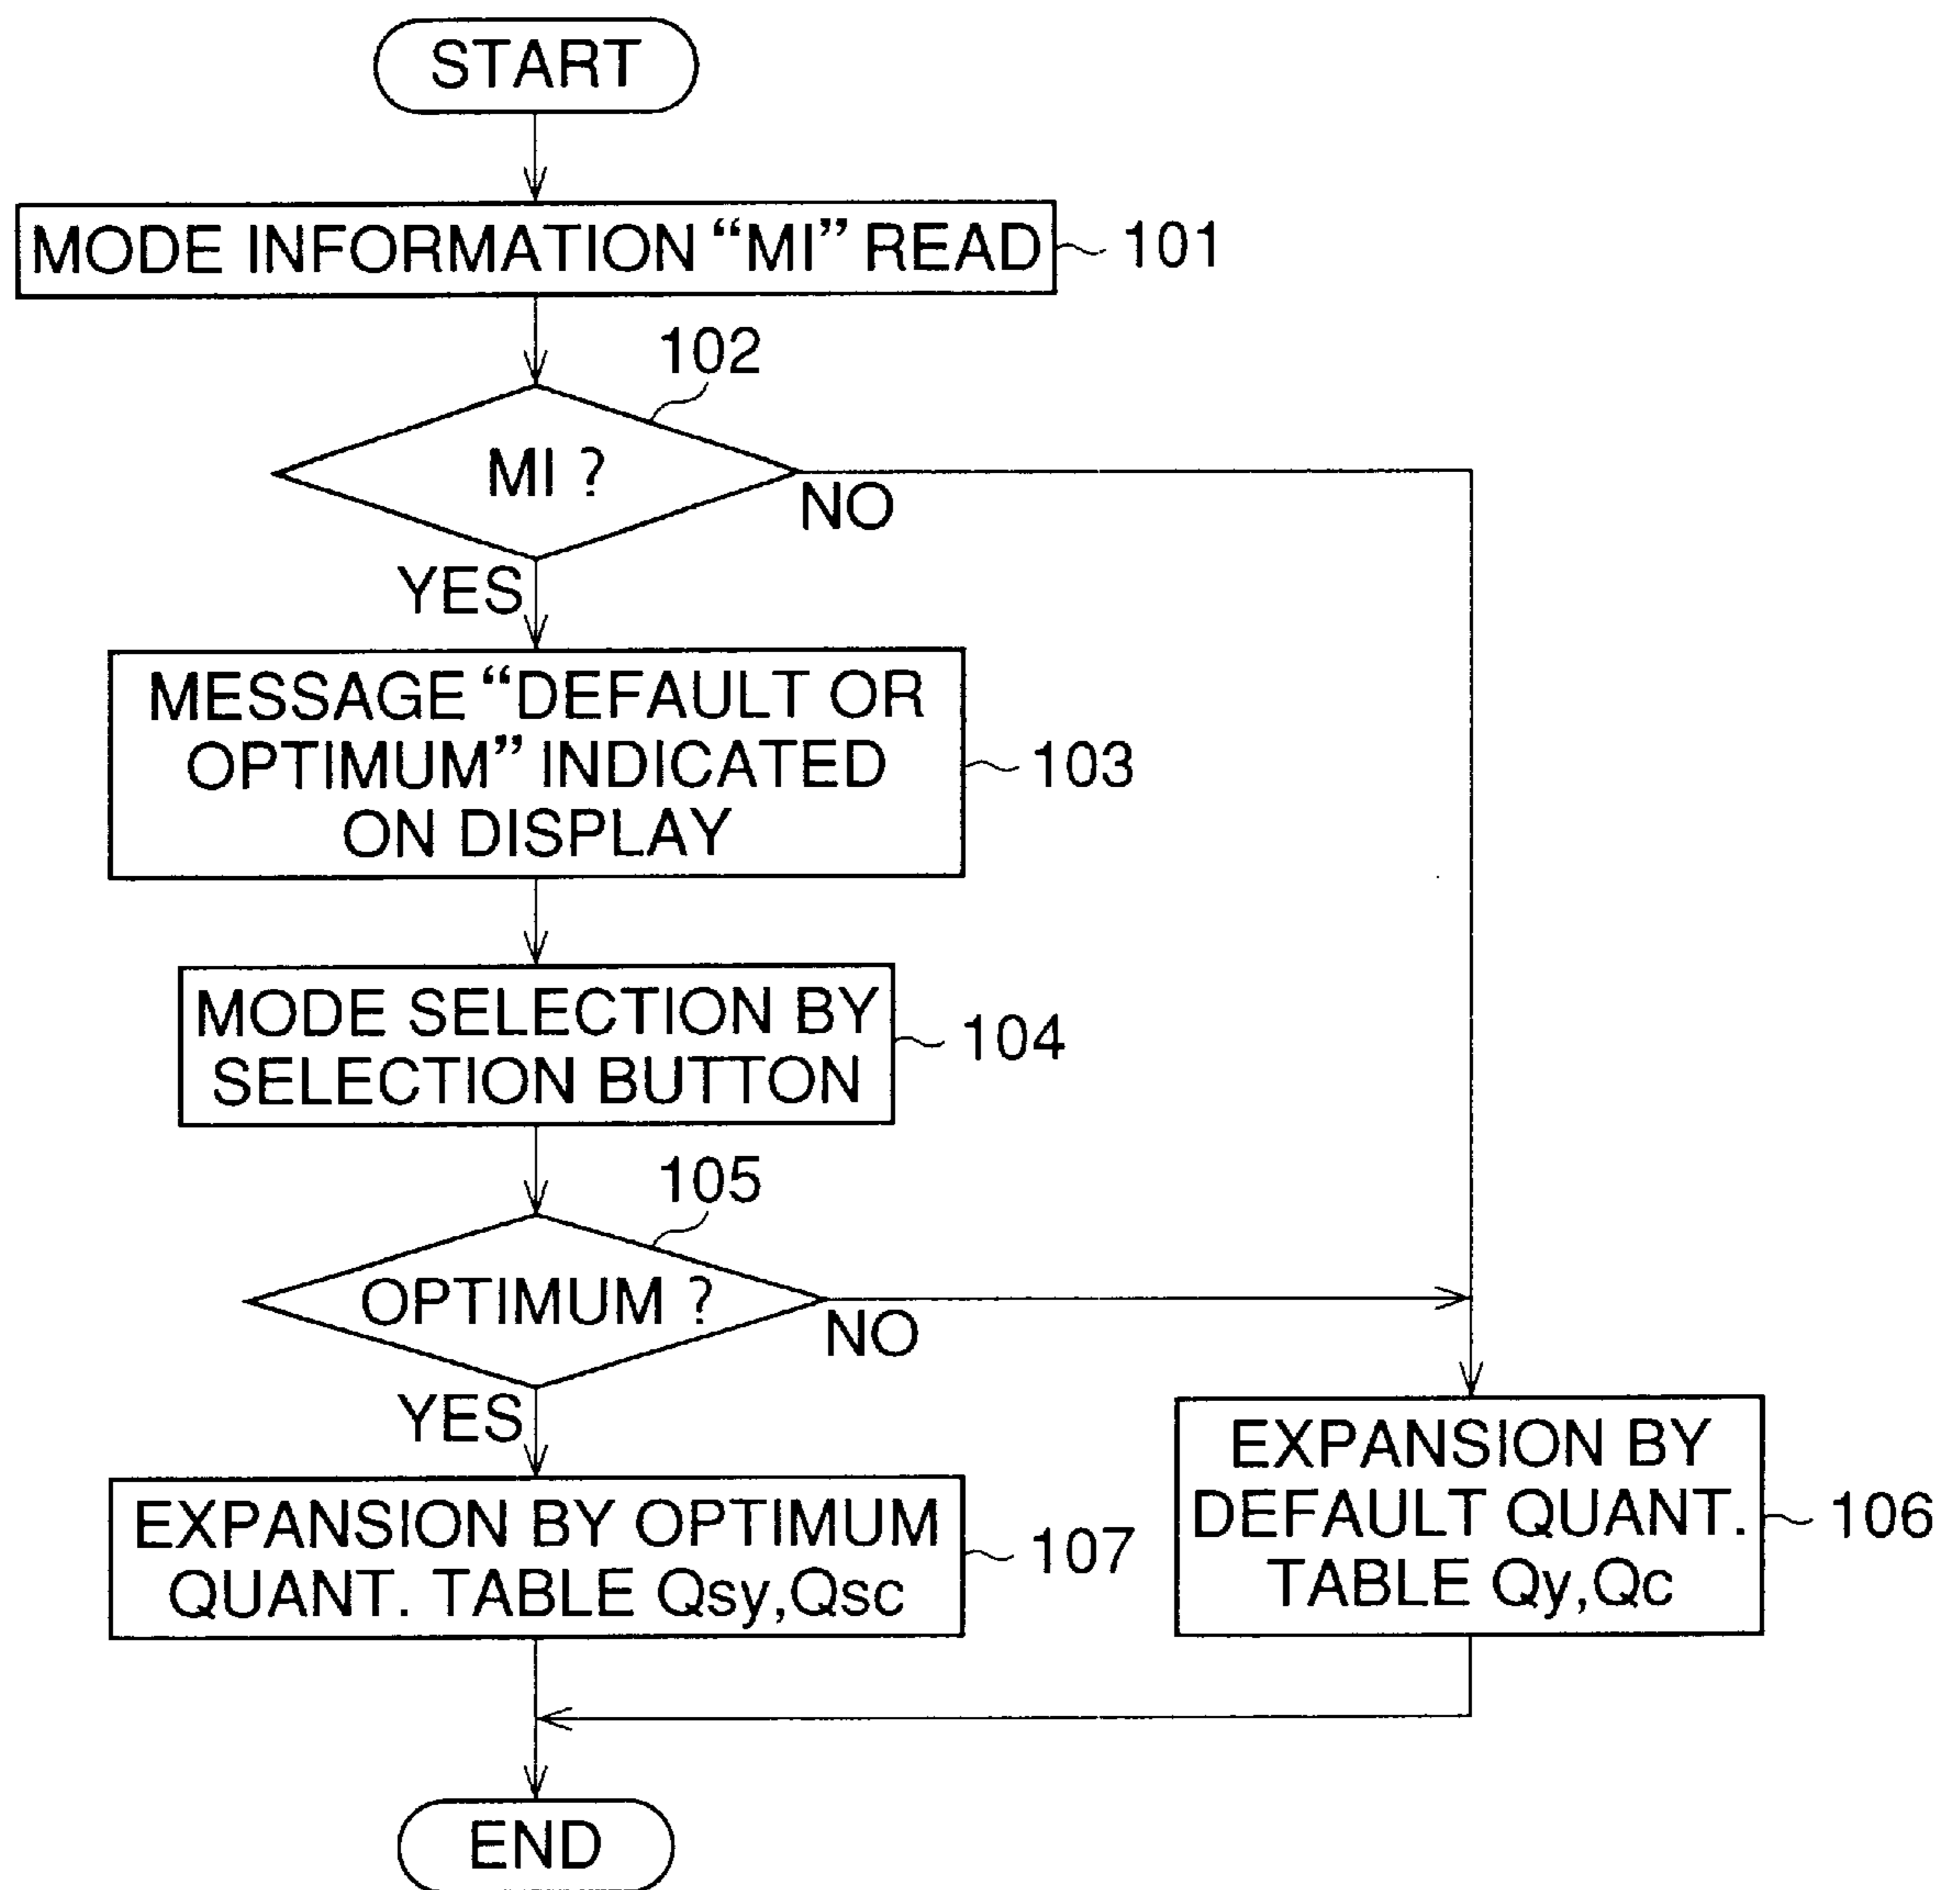 START
MODE INFORMATION “MI” READ
101
102
MI ?
NO
YES
MESSAGE “DEFAULT OR
OPTIMUM” INDICATED
ON DISPLAY
103
MODE SELECTION BY
SELECTION BUTTON
104
105
OPTIMUM ?
NO
YES
EXPANSION BY OPTIMUM
QUANT. TABLE Qsy,Qsc
107
EXPANSION BY
DEFAULT QUANT.
TABLE Qy,Qc
106
END